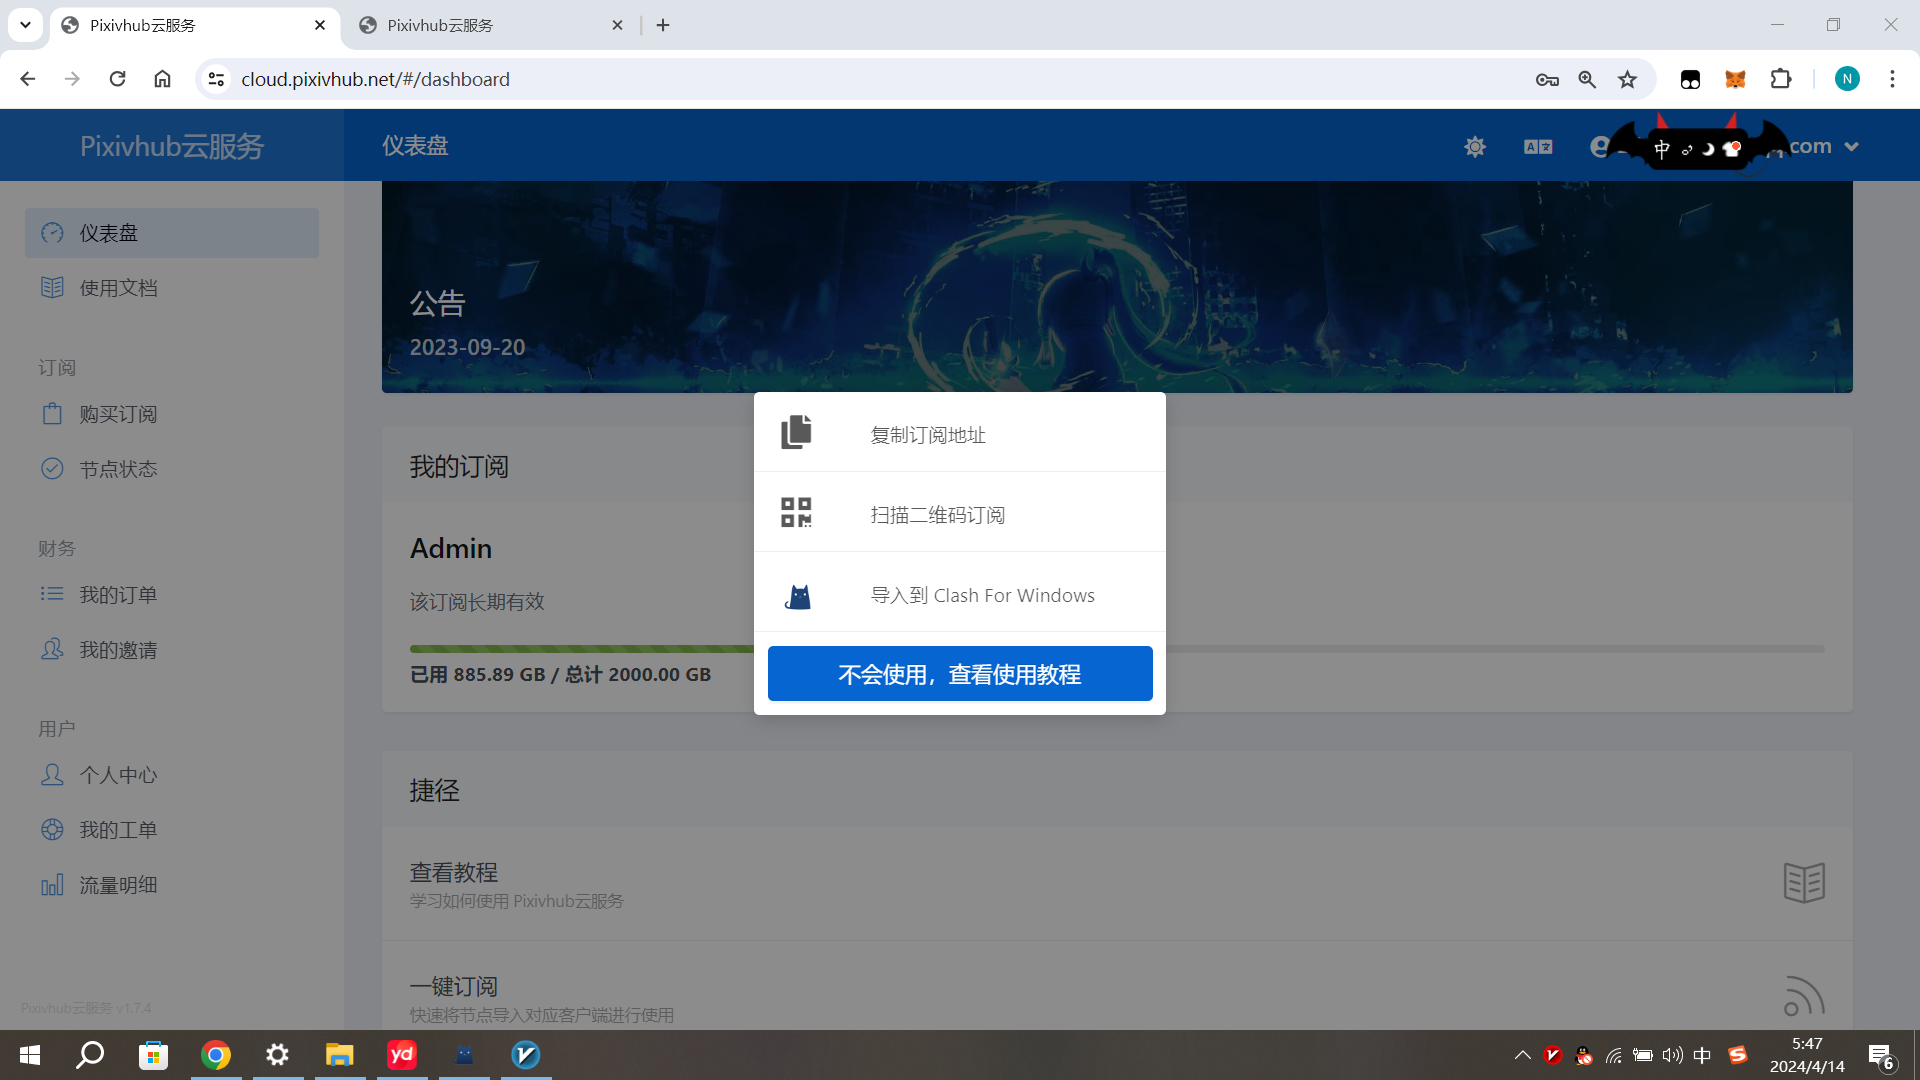 Pixivhub云服务
Pixivhub云服务
cloud.pixivhub.net/#/dashboard
N
Pixivhub云服务
仪表盘
中
.com
仪表盘
使用文档
订阅
购买订阅
节点状态
财务
我的订单
我的邀请
用户
个人中心
我的工单
流量明细
Pixivhub云服务 v1.7.4
公告
2023-09-20
我的订阅
Admin
该订阅长期有效
已用 885.89 GB / 总计 2000.00 GB
复制订阅地址
扫描二维码订阅
导入到 Clash For Windows
不会使用，查看使用教程
捷径
查看教程
学习如何使用 Pixivhub云服务
一键订阅
快速将节点导入对应客户端进行使用
yd
中
5:47
2024/4/14
6